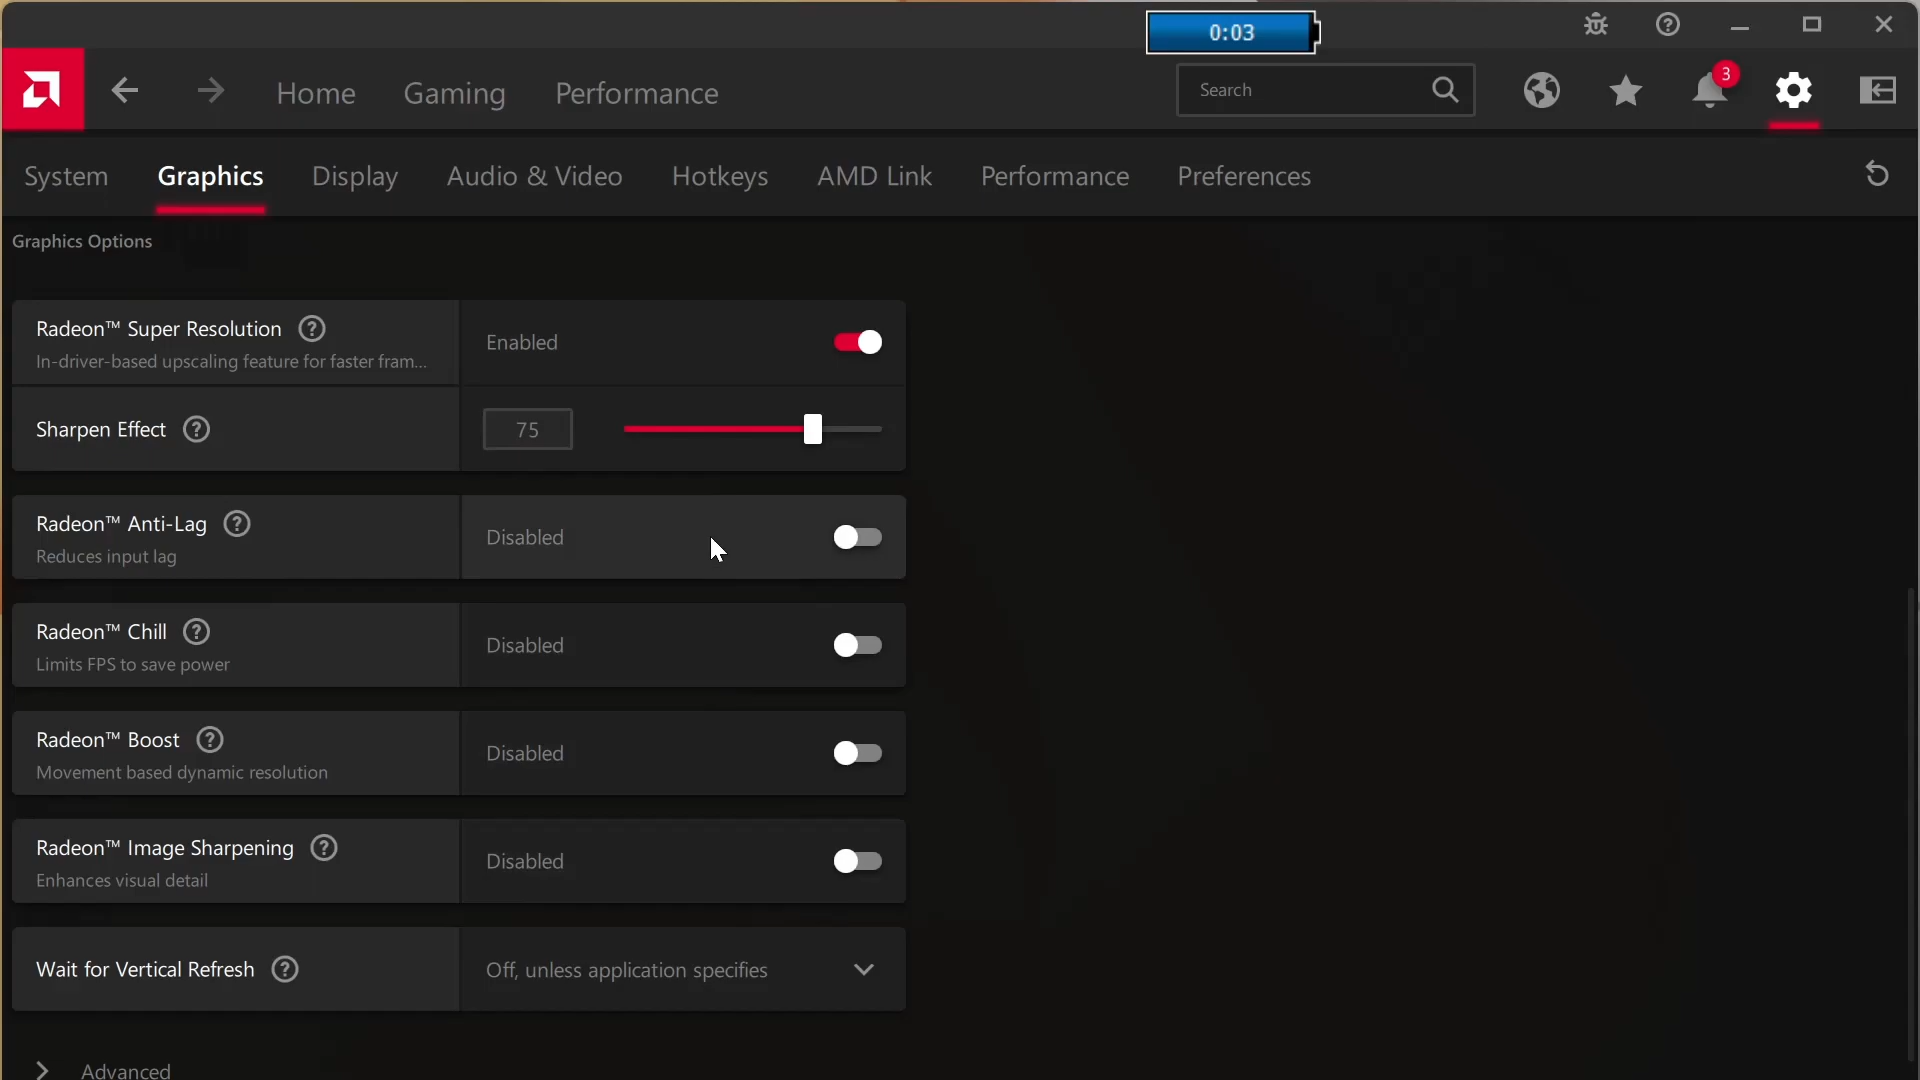 0:03
Home Gaming Performance
Search
3
System Graphics Display Audio & Video Hotkeys AMD Link Performance Preferences
Graphics Options
Radeon™ Super Resolution
In-driver-based upscaling feature for faster fram...
Enabled
Sharpen Effect
75
Radeon™ Anti-Lag
Reduces input lag
Disabled
Radeon™ Chill
Limits FPS to save power
Disabled
Radeon™ Boost
Movement based dynamic resolution
Disabled
Radeon™ Image Sharpening
Enhances visual detail
Disabled
Wait for Vertical Refresh
Off, unless application specifies
Advanced